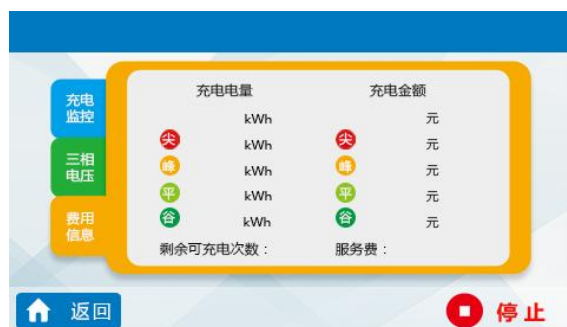 充电电量 充电金额
充电
监控
kWh 元
尖 kWh 尖 元
三相
电压
峰 kWh 峰 元
平 kWh 平 元
费用
信息
谷 kWh 谷 元
剩余可充电次数： 服务费：
返回 停止